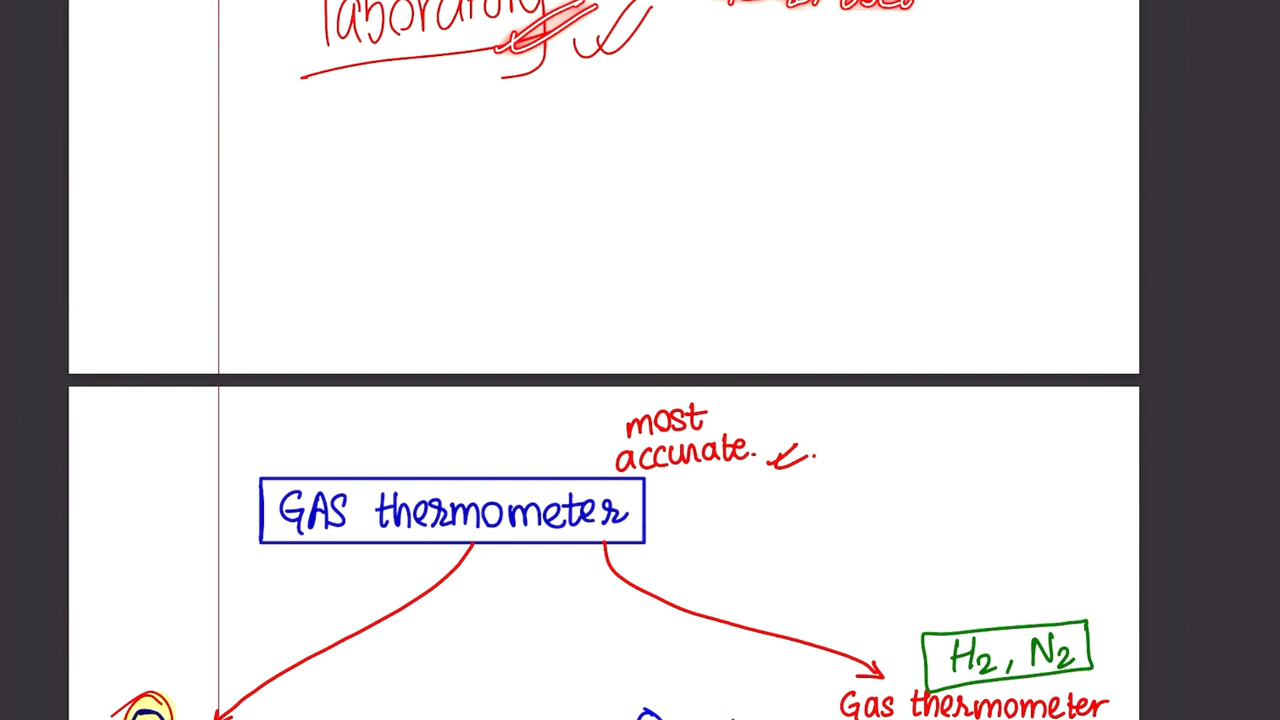 laboratory
most
accurate.
GAS thermometer
H2, N2
Gas thermometer